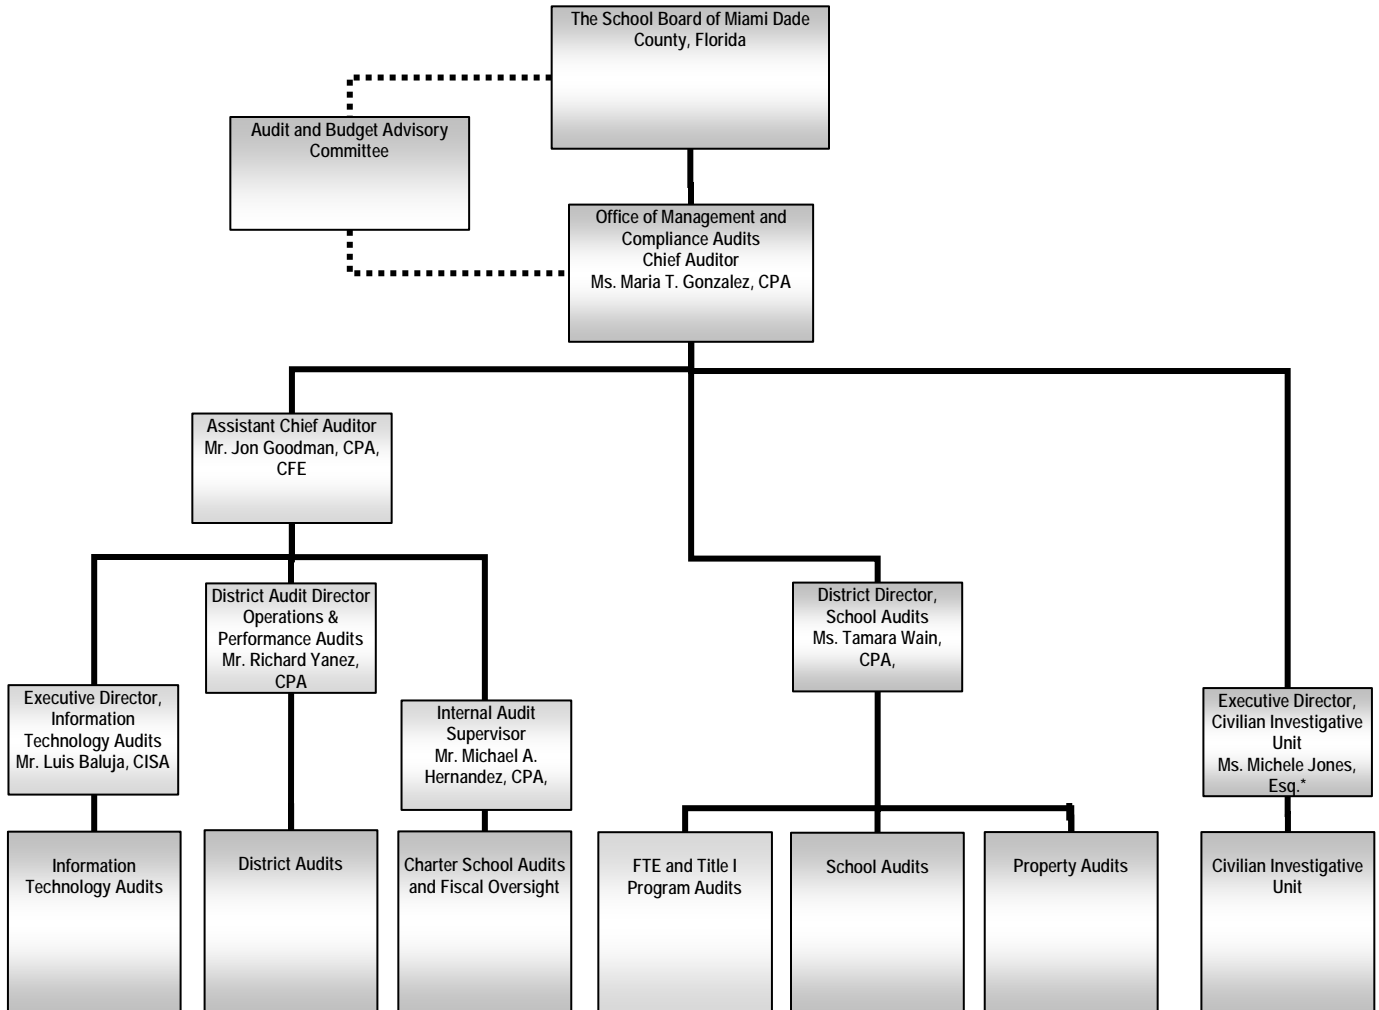 The School Board of Miami Dade
County, Florida
Audit and Budget Advisory
Committee
Office of Management and
Compliance Audits
Chief Auditor
Ms. Maria T. Gonzalez, CPA
Assistant Chief Auditor
Mr. Jon Goodman, CPA,
CFE
District Audit Director
Operations &
Performance Audits
Mr. Richard Yanez,
CPA
District Director,
School Audits
Ms. Tamara Wain,
CPA,
Executive Director,
Information
Technology Audits
Mr. Luis Baluja, CISA
Internal Audit
Supervisor
Mr. Michael A.
Hernandez, CPA,
Executive Director,
Civilian Investigative
Unit
Ms. Michele Jones,
Esq.*
Information
Technology Audits
District Audits
Charter School Audits
and Fiscal Oversight
FTE and Title I
Program Audits
School Audits
Property Audits
Civilian Investigative
Unit